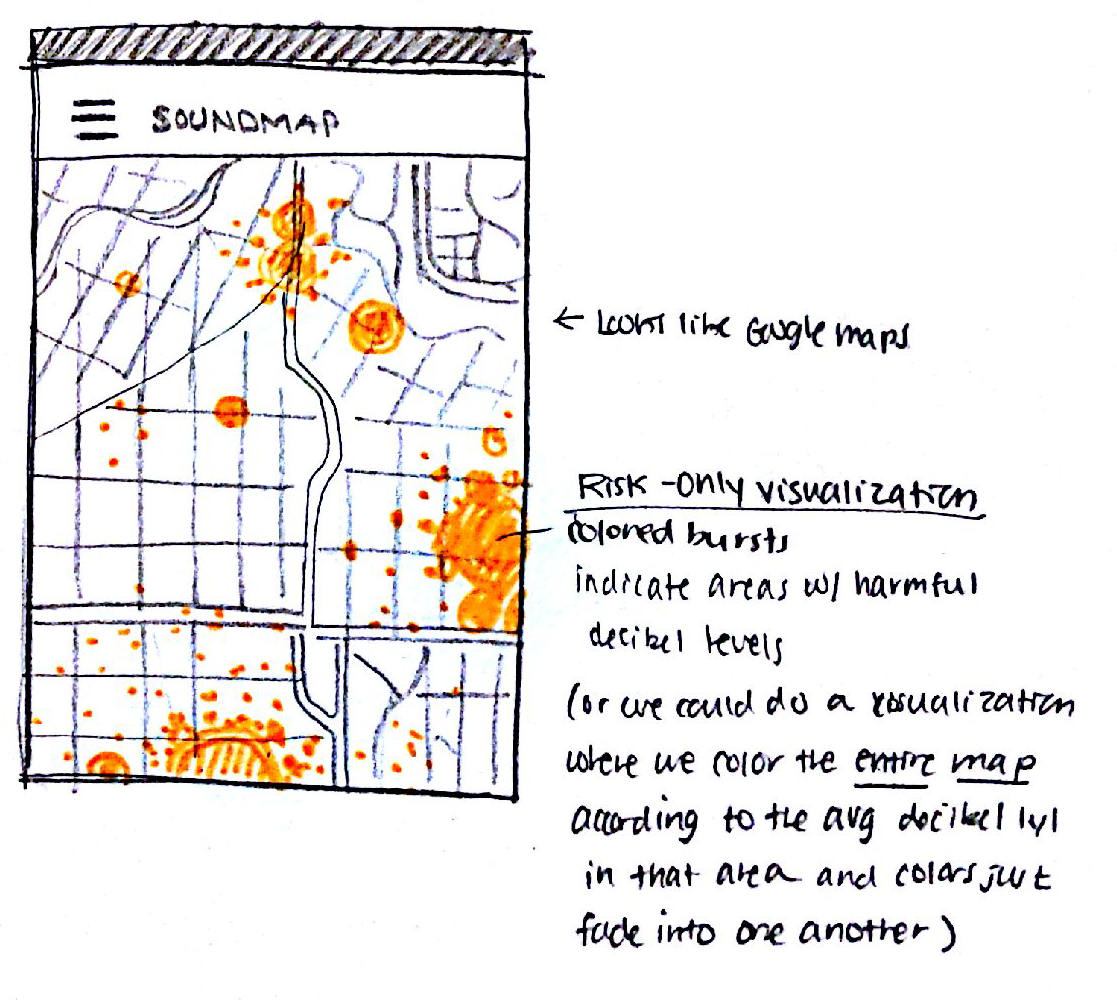 SOUNDMAP
← Looks like Google maps
Risk-Only visualization
colored bursts
indicate areas w/ harmful
decibel levels
(or we could do a visualization
where we color the entire map
according to the avg decibel lvl
in that area and colors just
fade into one another)